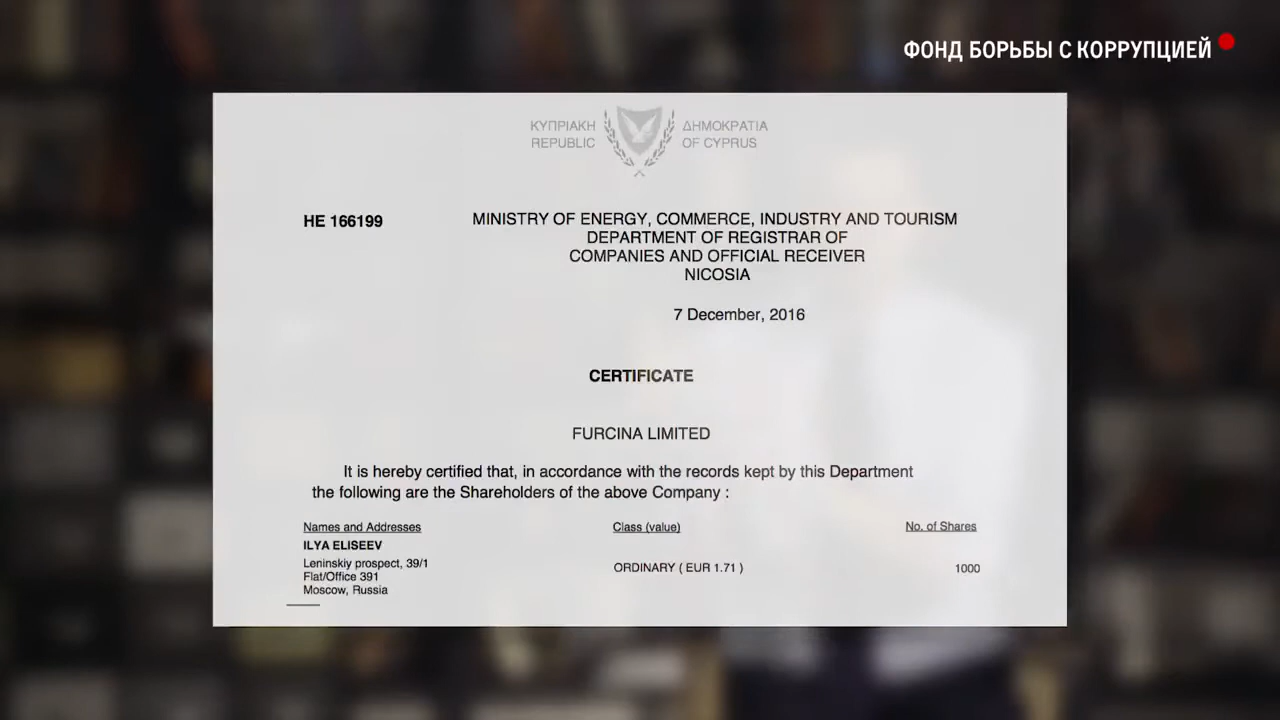 ФОНД БОРЬБЫ С КОРРУПЦИЕЙ
ΚΥΠΡΙΑΚΗ ΔΗΜΟΚΡΑΤΙΑ
REPUBLIC OF CYPRUS
HE 166199
MINISTRY OF ENERGY, COMMERCE, INDUSTRY AND TOURISM
DEPARTMENT OF REGISTRAR OF
COMPANIES AND OFFICIAL RECEIVER
NICOSIA
7 December, 2016
CERTIFICATE
FURCINA LIMITED
It is hereby certified that, in accordance with the records kept by this Department
the following are the Shareholders of the above Company :
Names and Addresses Class (value) No. of Shares
ILYA ELISEEV
Leninskiy prospect, 39/1
ORDINARY ( EUR 1.71 ) 1000
Flat/Office 391
Moscow, Russia